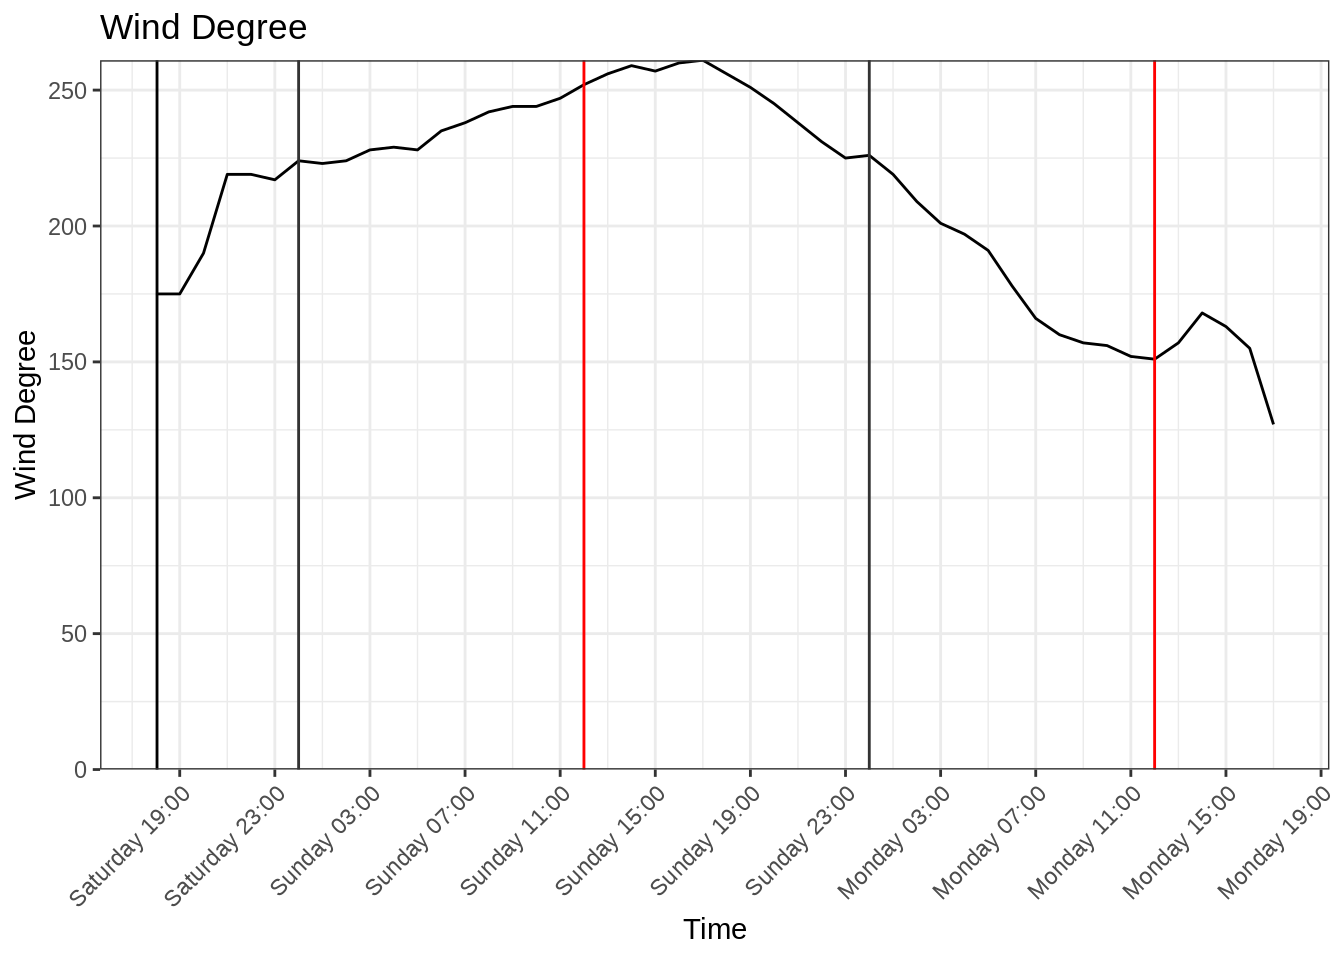 Wind Degree
Wind Degree
250
200
150
100
50
0
Saturday 19:00
Saturday 23:00
Sunday 03:00
Sunday 07:00
Sunday 11:00
Sunday 15:00
Sunday 19:00
Sunday 23:00
Monday 03:00
Monday 07:00
Monday 11:00
Monday 15:00
Monday 19:00
Time